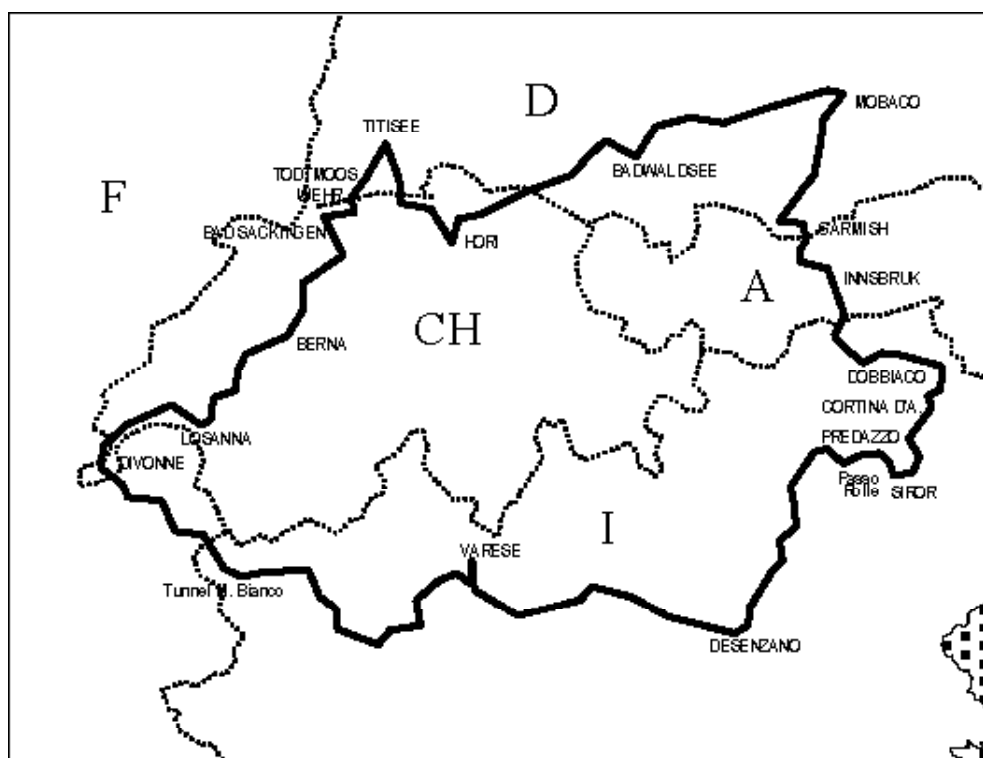 D
MOBACO
TITISEE
TODTMOOS
WEHR
BADWALDSEE
F
BADSACKINGEN
HORI
GARMISH
A
INNSBRUK
CH
BERNA
DOBBIACO
CORTINA D'A.
LOSANNA
PREDAZZO
DIVONNE
Passo
Rolle
SIROR
I
VARESE
Tunnel M. Bianco
DESENZANO